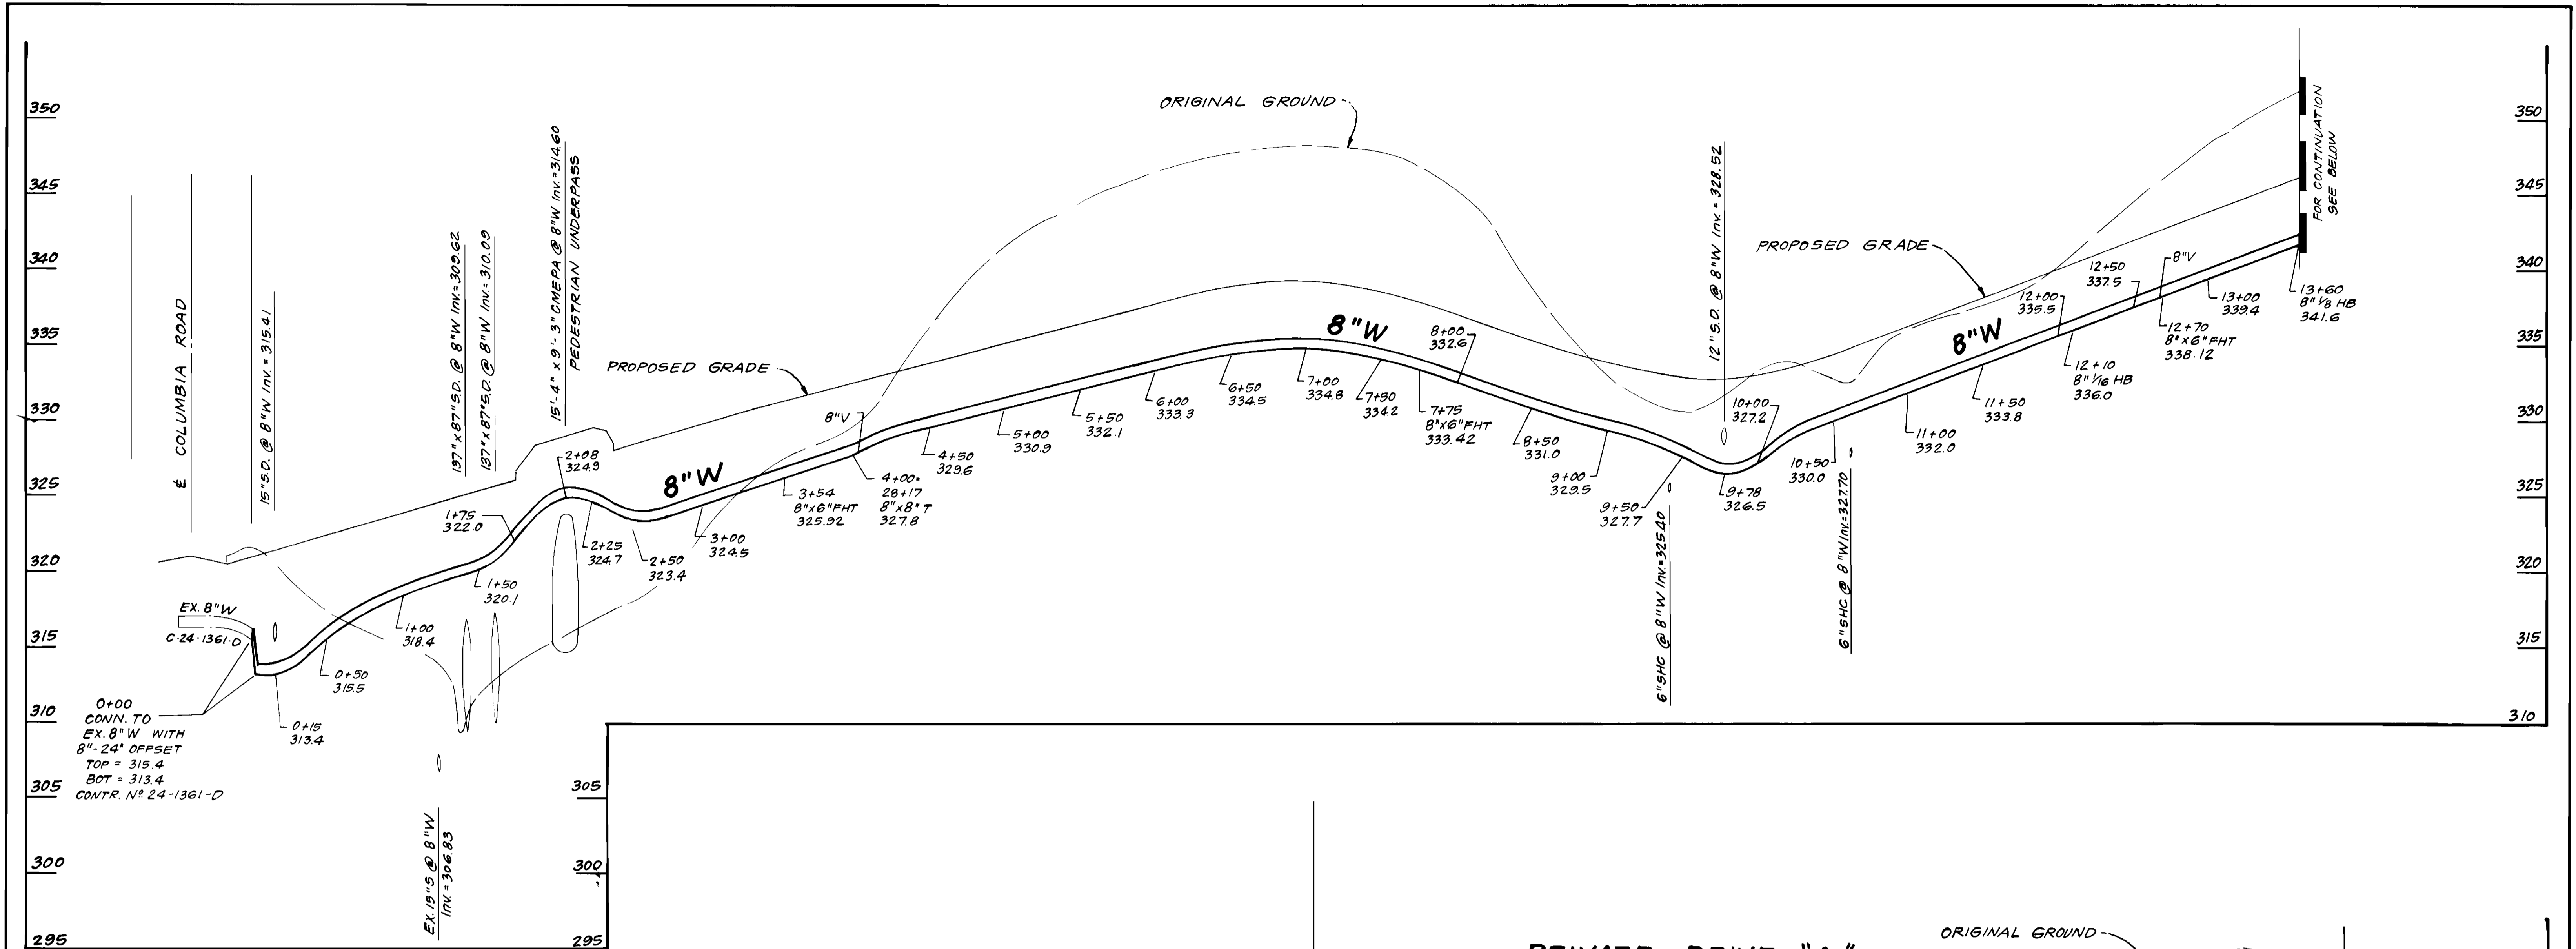 350
345
340
335
330
325
320
315
310
305
300
295
℄ COLUMBIA ROAD
15"S.D. @ 8"W Inv. = 315.41
137"x87"S.D. @ 8"W Inv.= 309.62
137"x87"S.D. @ 8"W Inv.= 310.09
15'-4" x 9'-3" CMEPA @ 8"W Inv.= 314.60
PEDESTRIAN UNDERPASS
PROPOSED GRADE
ORIGINAL GROUND
12"S.D. @ 8"W Inv. = 328.52
PROPOSED GRADE
FOR CONTINUATION
SEE BELOW
EX. 8"W
C-24-1361-D
0+00
CONN. TO
EX. 8"W WITH
8"-24" OFFSET
TOP = 315.4
BOT = 313.4
CONTR. Nº 24-1361-D
0+15
313.4
0+50
315.5
1+00
318.4
1+50
320.1
1+75
322.0
2+08
324.9
2+25
324.7
2+50
323.4
8"W
3+00
324.5
3+54
8"x6"FHT
325.92
8"V
4+00=
28+17
8"x8"T
327.8
4+50
329.6
5+00
330.9
5+50
332.1
6+00
333.3
6+50
334.5
7+00
334.8
8"W
7+50
334.2
7+75
8"x6"FHT
333.42
8+00
332.6
8+50
331.0
9+00
329.5
9+50
327.7
6"SHC @ 8"W Inv.=325.40
9+78
326.5
10+00
327.2
10+50
330.0
6"SHC @ 8"W Inv.=327.70
11+00
332.0
8"W
11+50
333.8
12+00
335.5
12+10
8" 1/16 HB
336.0
12+50
337.5
8"V
12+70
8"x6"FHT
338.12
13+00
339.4
13+60
8" 1/8 HB
341.6
350
345
340
335
330
325
320
315
310
EX. 15"S @ 8"W
Inv. = 306.83
305
300
295
ORIGINAL GROUND